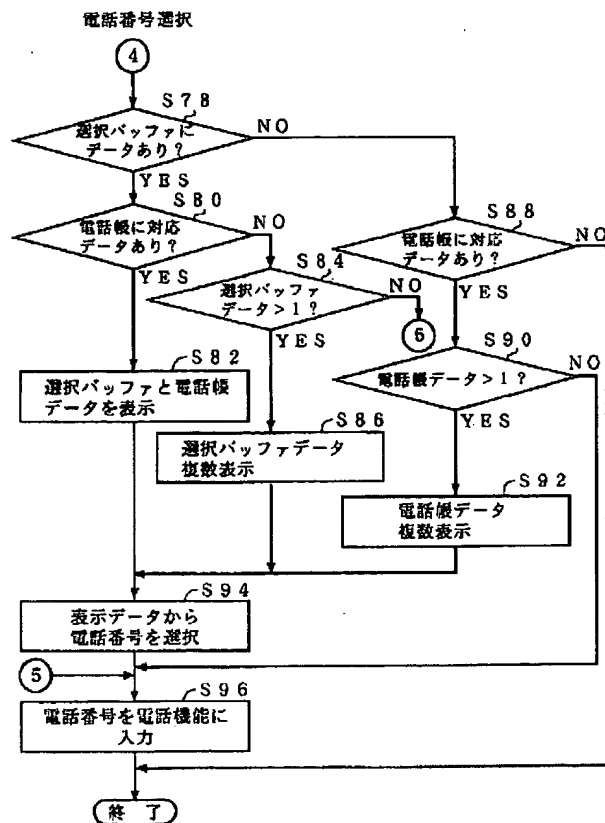 電話番号選択
4
S78
選択バッファに
データあり?
NO
YES
S80
電話帳に対応
データあり?
NO
YES
S88
電話帳に対応
データあり?
NO
YES
S84
選択バッファ
データ>1?
NO
YES
6
S90
電話帳データ>1?
NO
YES
S82
選択バッファと電話帳
データを表示
S86
選択バッファデータ
複数表示
S92
電話帳データ
複数表示
S94
表示データから
電話番号を選択
5
S96
電話番号を電話機能に
入力
終了